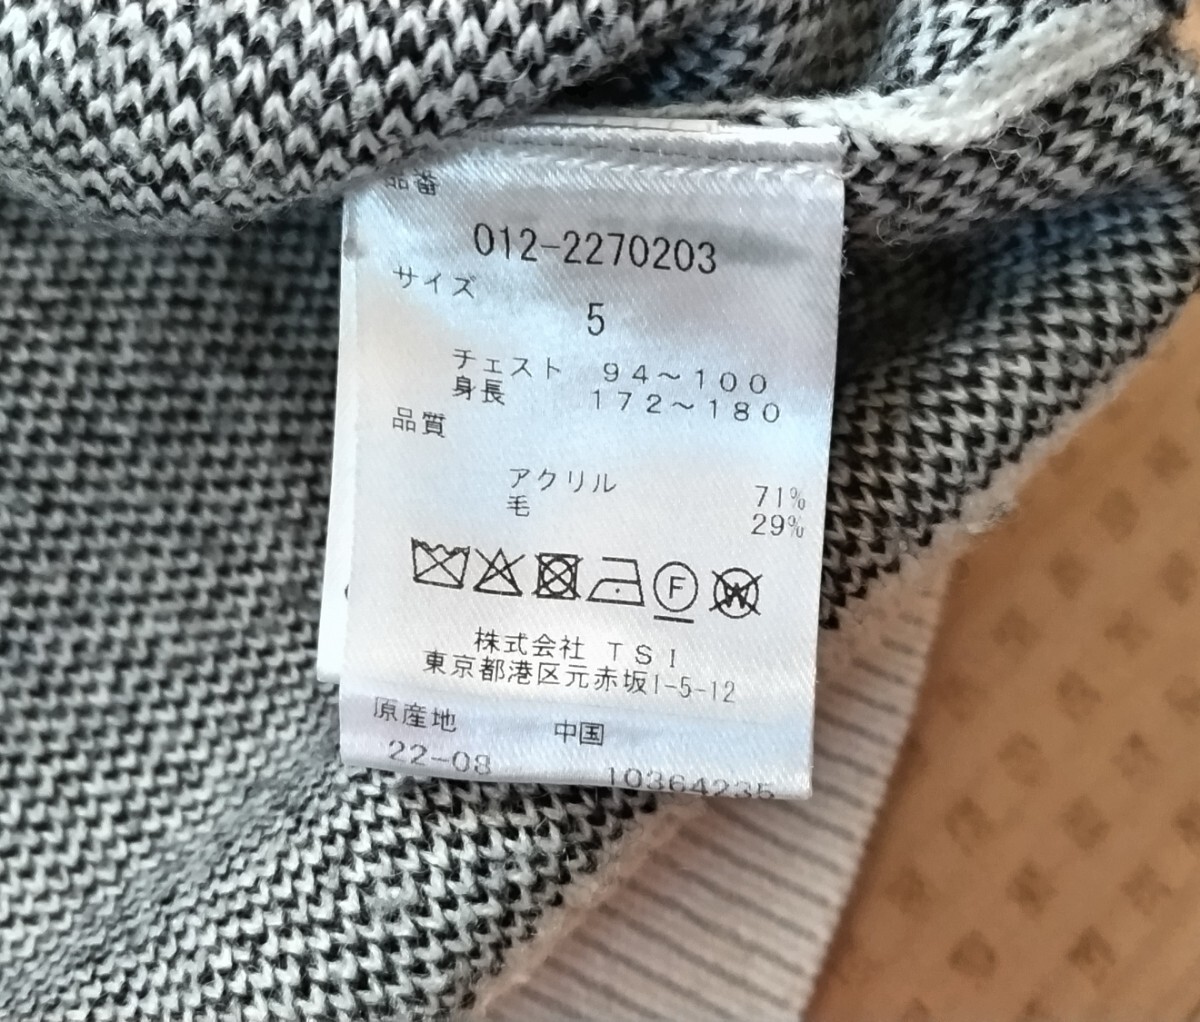 品番
012-2270203
サイズ
5
チェスト 94～100
身長 172～180
品質
アクリル 71%
毛 29%
F
W
株式会社 TSI
東京都港区元赤坂1-5-12
原産地 中国
22-08 10364235